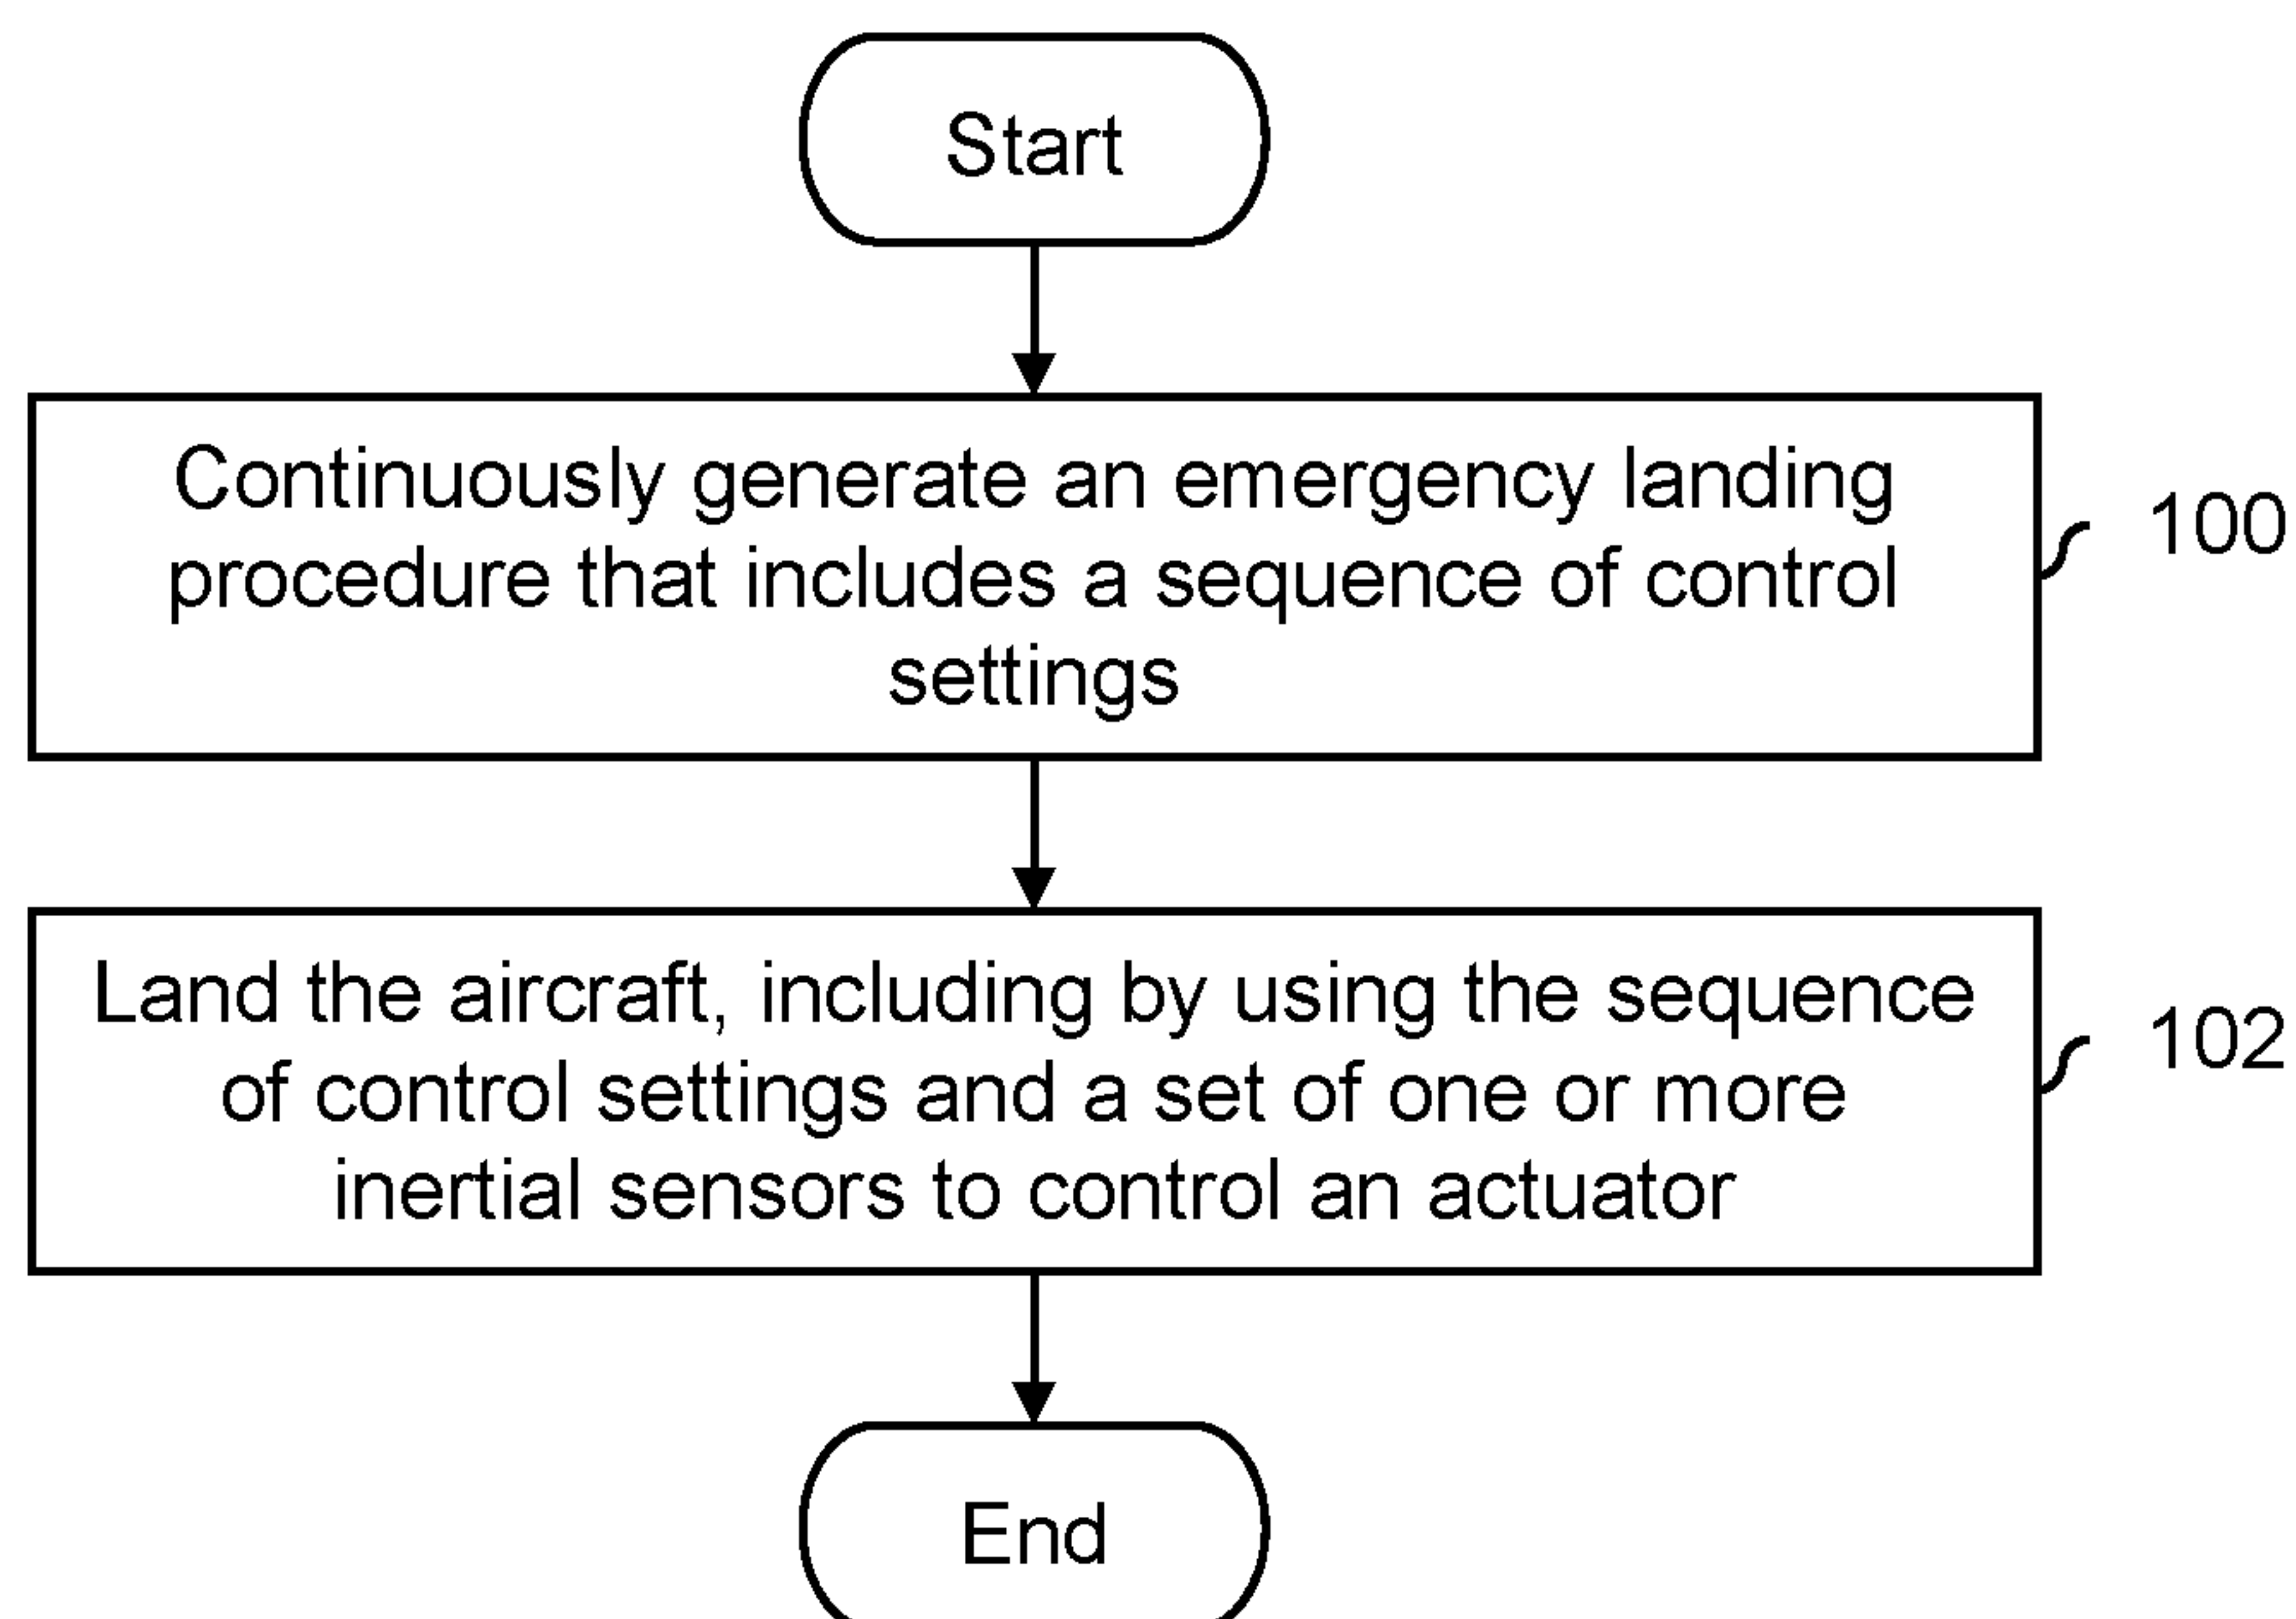 Start
Continuously generate an emergency landing
procedure that includes a sequence of control
settings
100
Land the aircraft, including by using the sequence
of control settings and a set of one or more
inertial sensors to control an actuator
102
End